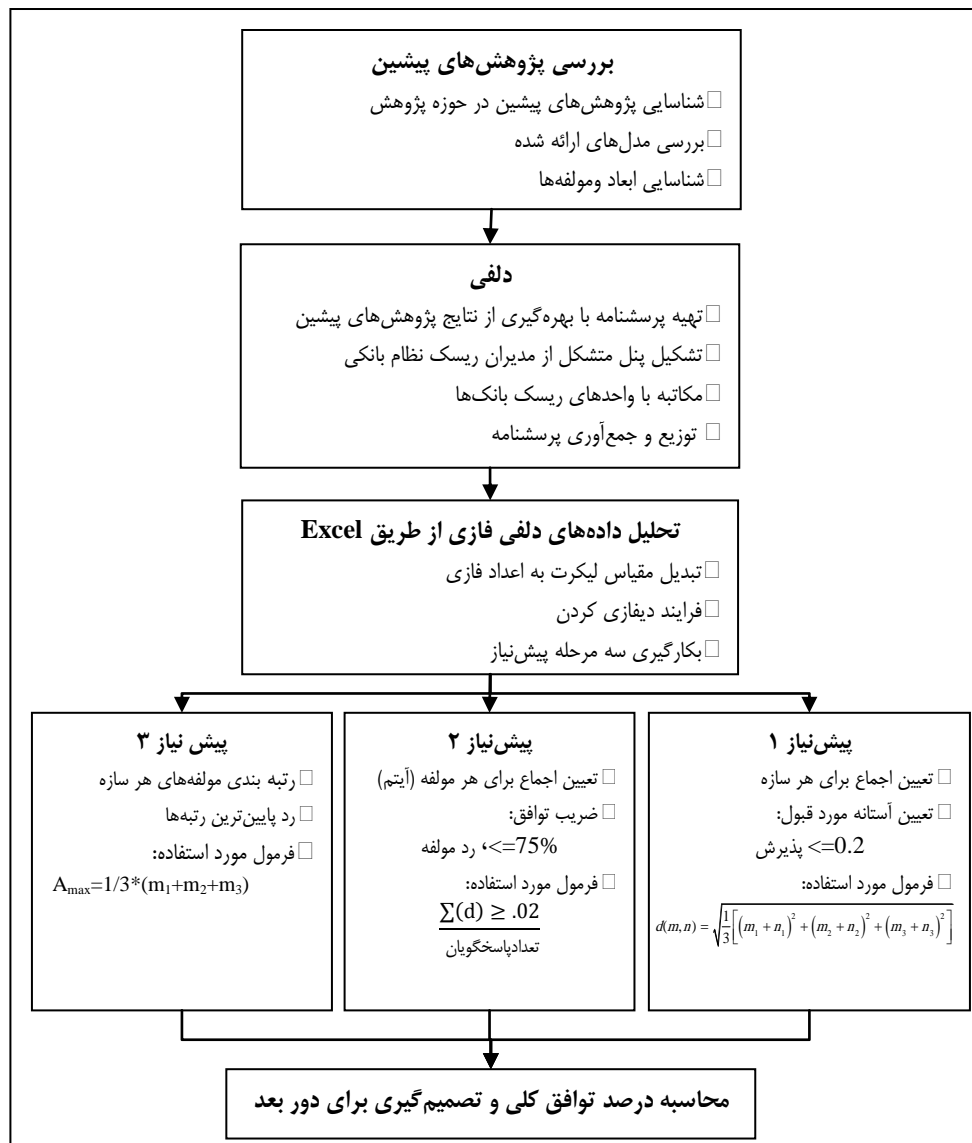 بررسی پژوهش‌های پیشین
□ شناسایی پژوهش‌های پیشین در حوزه پژوهش
□ بررسی مدل‌های ارائه شده
□ شناسایی ابعاد ومولفه‌ها
دلفی
□ تهیه پرسشنامه با بهره‌گیری از نتایج پژوهش‌های پیشین
□ تشکیل پنل متشکل از مدیران ریسک نظام بانکی
□ مکاتبه با واحدهای ریسک بانک‌ها
□ توزیع و جمع‌آوری پرسشنامه
تحلیل داده‌های دلفی فازی از طریق Excel
□ تبدیل مقیاس لیکرت به اعداد فازی
□ فرایند دیفازی کردن
□ بکارگیری سه مرحله پیش‌نیاز
پیش‌نیاز ۱
□ تعیین اجماع برای هر سازه
□ تعیین آستانه مورد قبول:
0.2=> پذیرش
□ فرمول مورد استفاده:
d(m,n) = √(1/3[(m₁+n₁)² + (m₂+n₂)² + (m₃+n₃)²])
پیش‌نیاز ۲
□ تعیین اجماع برای هر مولفه (آیتم)
□ ضریب توافق:
75%=>، رد مولفه
□ فرمول مورد استفاده:
∑(d) ≥ .02
تعدادپاسخگویان
پیش نیاز ۳
□ رتبه بندی مولفه‌های هر سازه
□ رد پایین‌ترین رتبه‌ها
□ فرمول مورد استفاده:
Amax=1/3*(m₁+m₂+m₃)
محاسبه درصد توافق کلی و تصمیم‌گیری برای دور بعد